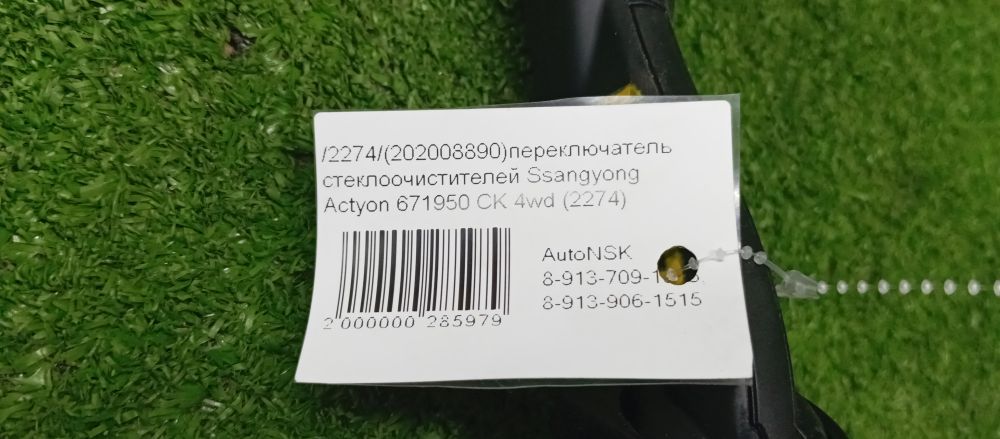 /2274/(202008890)переключатель
стеклоочистителей Ssangyong
Actyon 671950 CK 4wd (2274)
AutoNSK
8-913-906-1515
2 000000 285979